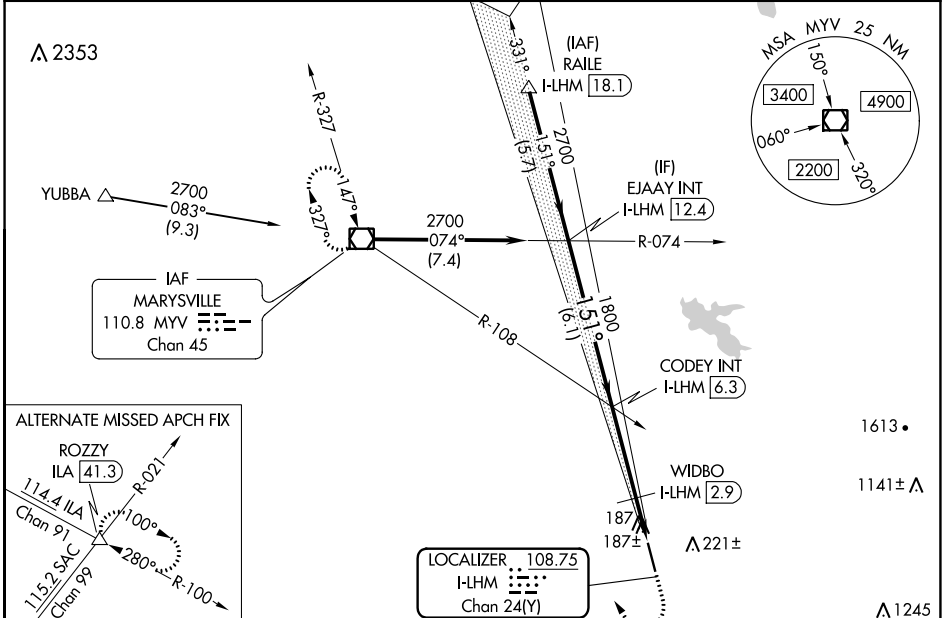 2353
YUBBA
2700
083°
(9.3)
R-327
147°
327°
2700
074°
(7.4)
IAF
MARYSVILLE
110.8 MYV
Chan 45
331°
(IAF)
RAILE
I-LHM 18.1
2700
151°
(5.7)
(IF)
EJAAY INT
I-LHM 12.4
R-074
R-108
1800
151°
(6.1)
CODEY INT
I-LHM 6.3
WIDBO
I-LHM 2.9
187
187±
221±
1613
1141±
1245
MSA MYV 25 NM
150°
3400
4900
060°
2200
320°
ALTERNATE MISSED APCH FIX
ROZZY
ILA 41.3
R-021
114.4 ILA
Chan 91
100°
280°
R-100
115.2 SAC
Chan 99
LOCALIZER 108.75
I-LHM
Chan 24(Y)